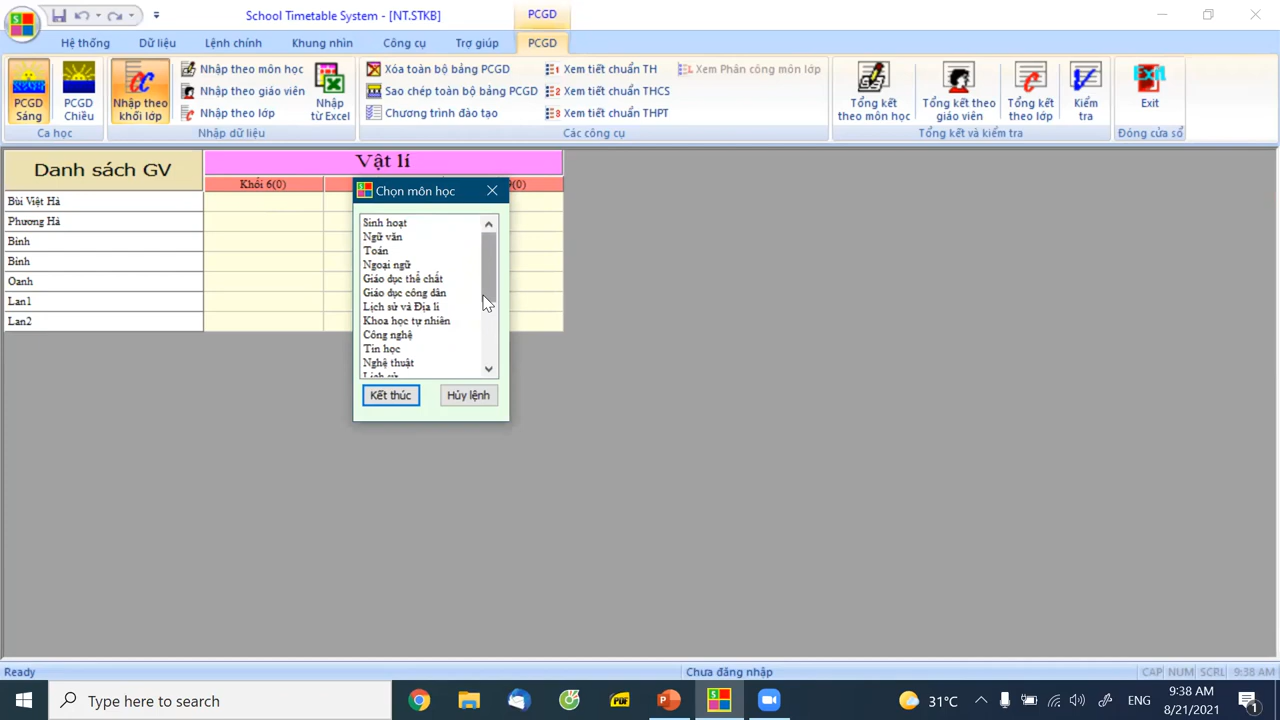 School Timetable System - [NT.STKB]
PCGD
Hệ thống
Dữ liệu
Lệnh chính
Khung nhìn
Công cụ
Trợ giúp
PCGD
PCGD Sáng
PCGD Chiều
Ca học
Nhập theo khối lớp
Nhập theo môn học
Nhập theo giáo viên
Nhập theo lớp
Nhập từ Excel
Nhập dữ liệu
Xóa toàn bộ bảng PCGD
Sao chép toàn bộ bảng PCGD
Chương trình đào tạo
Xem tiết chuẩn TH
Xem tiết chuẩn THCS
Xem tiết chuẩn THPT
Xem Phân công môn lớp
Các công cụ
Tổng kết theo môn học
Tổng kết theo giáo viên
Tổng kết theo lớp
Kiểm tra
Tổng kết và kiểm tra
Exit
Đóng cửa sổ
Danh sách GV
Vật lí
Khối 6(0)
9(0)
Bùi Việt Hà
Phương Hà
Bình
Bình
Oanh
Lan1
Lan2
Chọn môn học
Sinh hoạt
Ngữ văn
Toán
Ngoại ngữ
Giáo dục thể chất
Giáo dục công dân
Lịch sử và Địa lí
Khoa học tự nhiên
Công nghệ
Tin học
Nghệ thuật
Lịch sử
Kết thúc
Hủy lệnh
Ready
Chưa đăng nhập
CAP NUM SCRL 9:38 AM
Type here to search
PDF
31°C
ENG
9:38 AM
8/21/2021
1